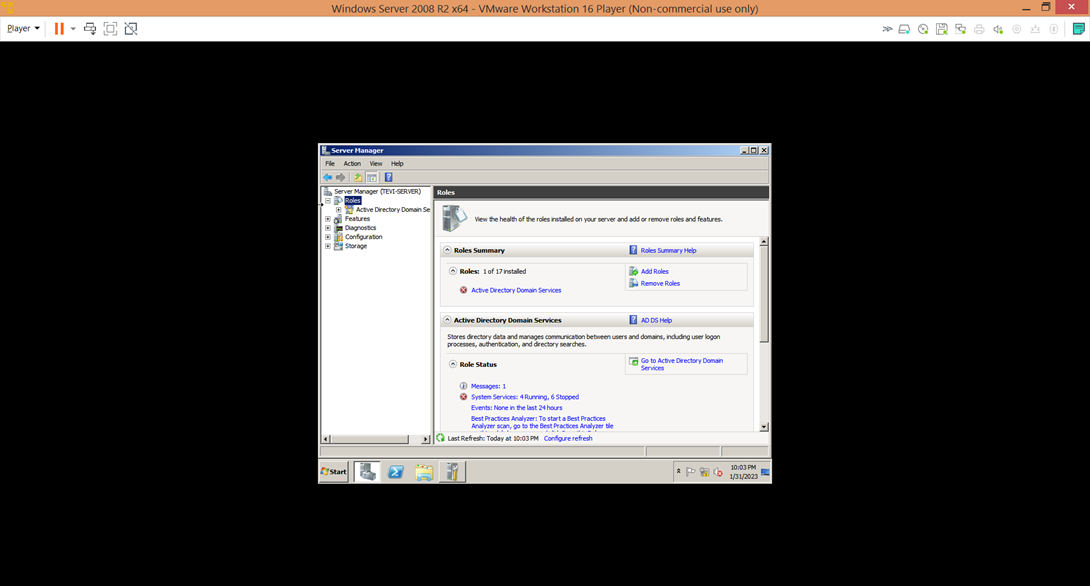 Windows Server 2008 R2 x64 - VMware Workstation 16 Player (Non-commercial use only)
Player
Server Manager
File Action View Help
Server Manager (TEVI-SERVER)
Roles
Active Directory Domain Se
Features
Diagnostics
Configuration
Storage
Roles
View the health of the roles installed on your server and add or remove roles and features.
Roles Summary
Roles Summary Help
Roles: 1 of 17 installed
Add Roles
Remove Roles
Active Directory Domain Services
Active Directory Domain Services
AD DS Help
Stores directory data and manages communication between users and domains, including user logon
processes, authentication, and directory searches.
Role Status
Go to Active Directory Domain
Services
Messages: 1
System Services: 4 Running, 6 Stopped
Events: None in the last 24 hours
Best Practices Analyzer: To start a Best Practices
Analyzer scan, go to the Best Practices Analyzer tile
Last Refresh: Today at 10:03 PM Configure refresh
Start
10:03 PM
1/31/2023